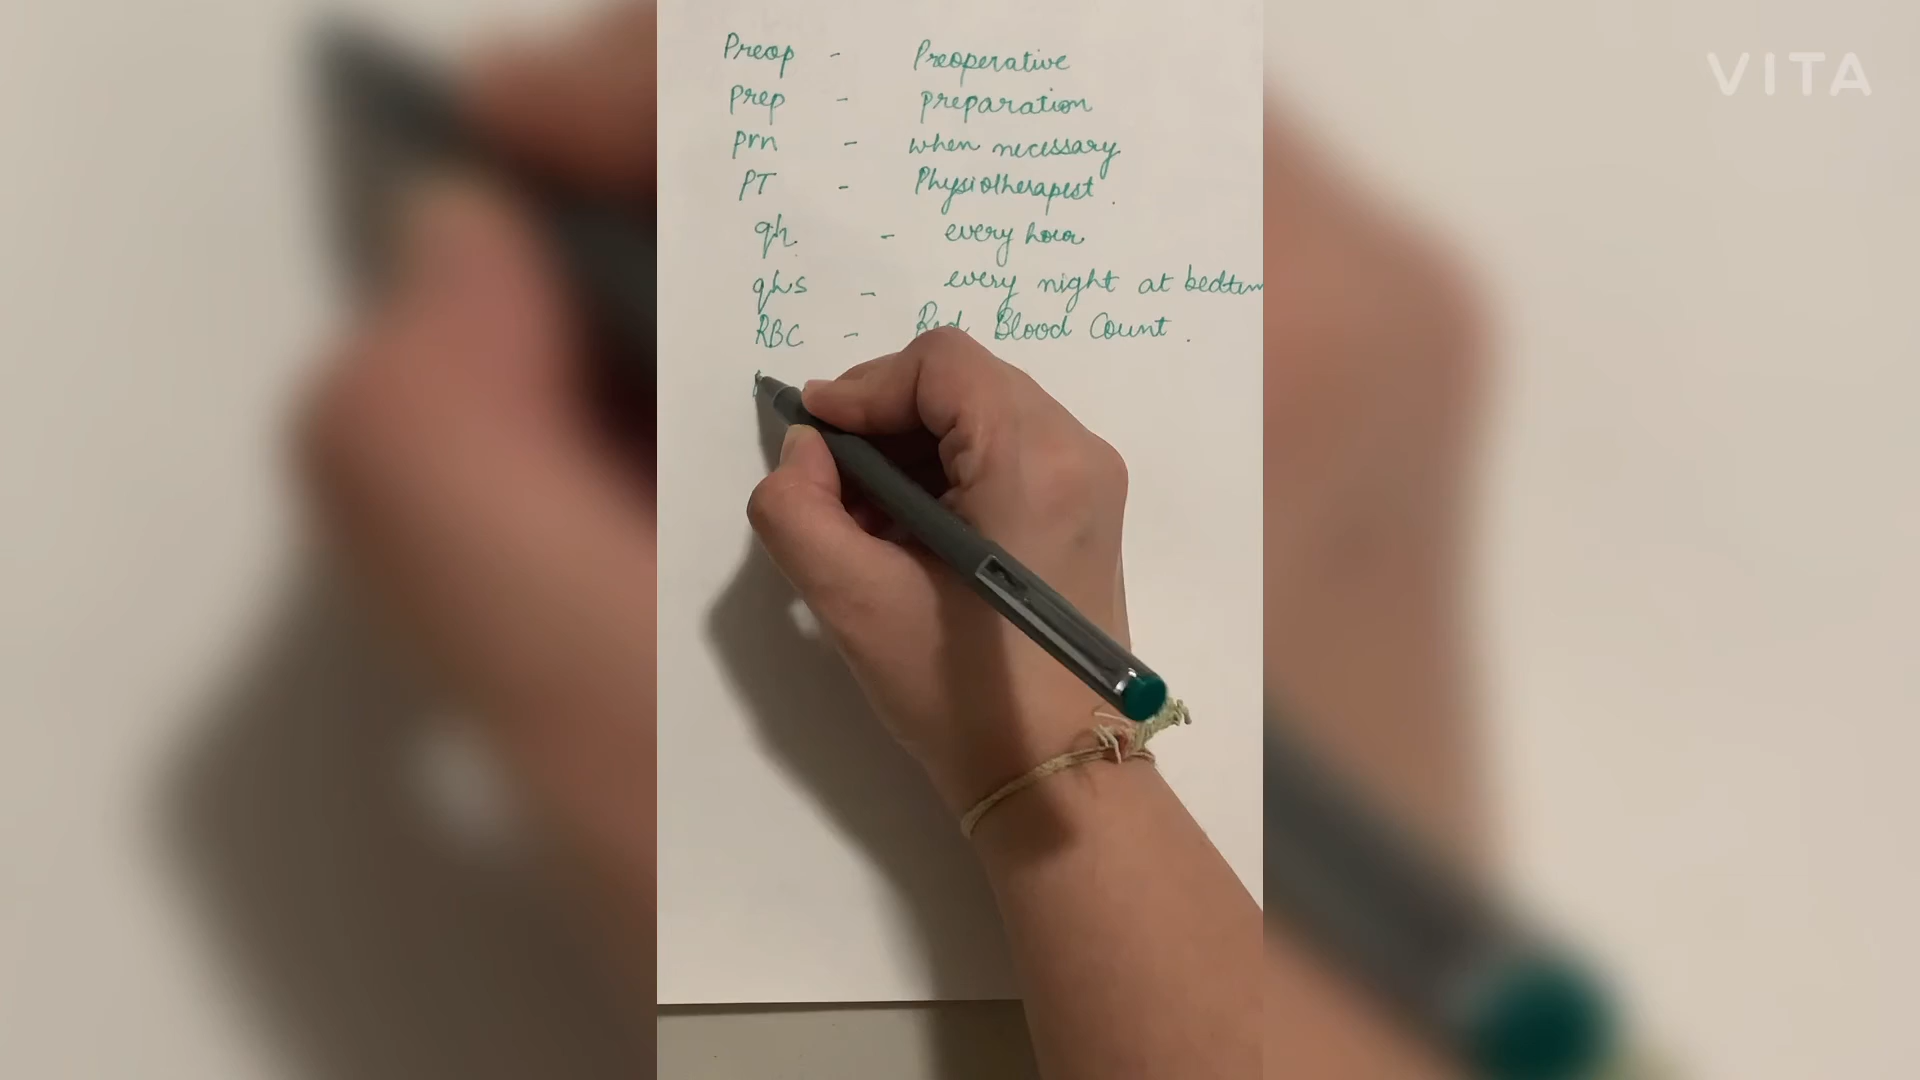 Preop - Preoperative
prep - preparation
prn - when necessary
PT - Physiotherapist.
qh. - every hour
qhs - every night at bedtim
RBC - Red Blood Count.
VITA